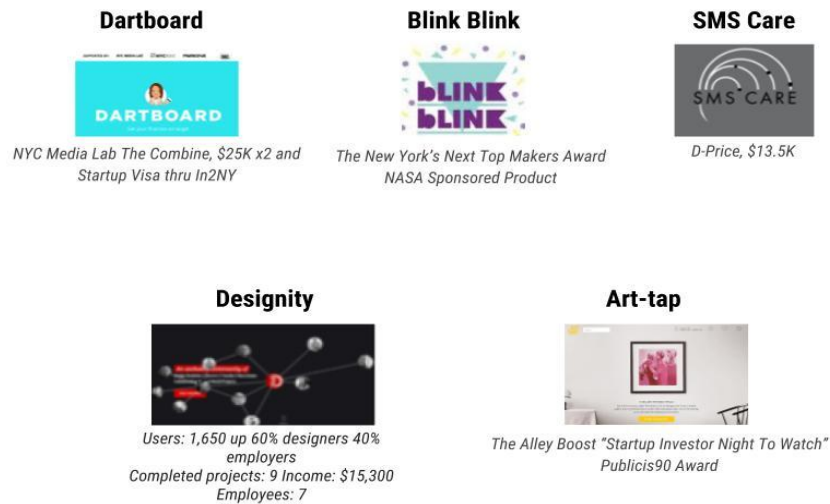 Dartboard
Blink Blink
SMS Care
DARTBOARD
bLINK
bLINK
SMS CARE
NYC Media Lab The Combine, $25K x2 and
Startup Visa thru In2NY
The New York's Next Top Makers Award
NASA Sponsored Product
D-Price, $13.5K
Designity
Art-tap
D
Users: 1,650 up 60% designers 40%
employers
Completed projects: 9 Income: $15,300
Employees: 7
The Alley Boost "Startup Investor Night To Watch"
Publicis90 Award